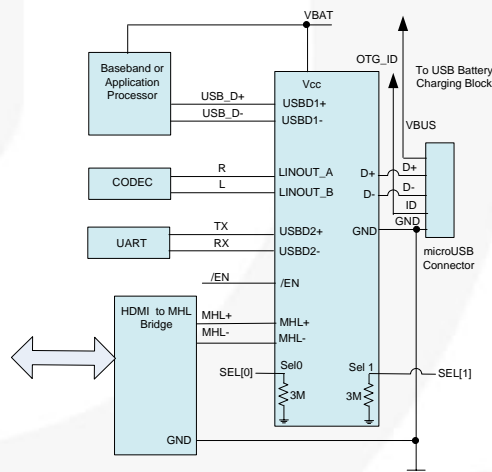 VBAT
OTG_ID
To USB Battery
Charging Block
Baseband or
Application
Processor
Vcc
USB_D+
USBD1+
USB_D-
USBD1-
VBUS
R
LINOUT_A
D+
D+
CODEC
L
LINOUT_B
D-
D-
ID
TX
USBD2+
GND
GND
UART
RX
USBD2-
microUSB
Connector
/EN
/EN
HDMI to MHL
Bridge
MHL+
MHL+
MHL-
MHL-
SEL[0]
Sel0
Sel 1
SEL[1]
3M
3M
GND